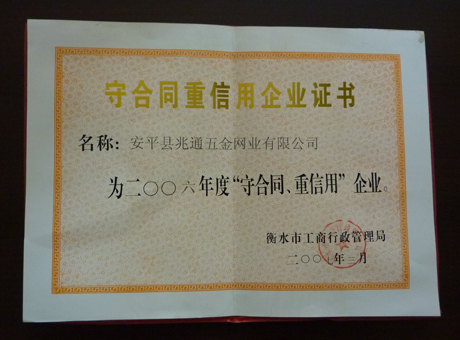 守合同重信用企业证书
名称：安平县兆通五金网业有限公司
为二〇〇六年度“守合同、重信用”企业。
衡水市工商行政管理局
二〇〇 年 月